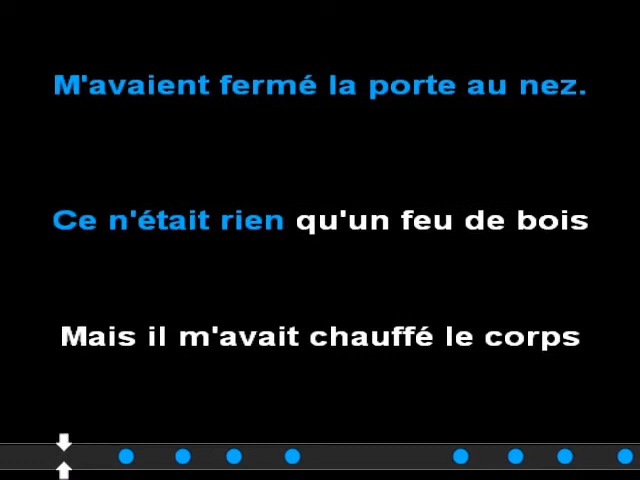 M'avaient fermé la porte au nez.
Ce n'était rien qu'un feu de bois
Mais il m'avait chauffé le corps